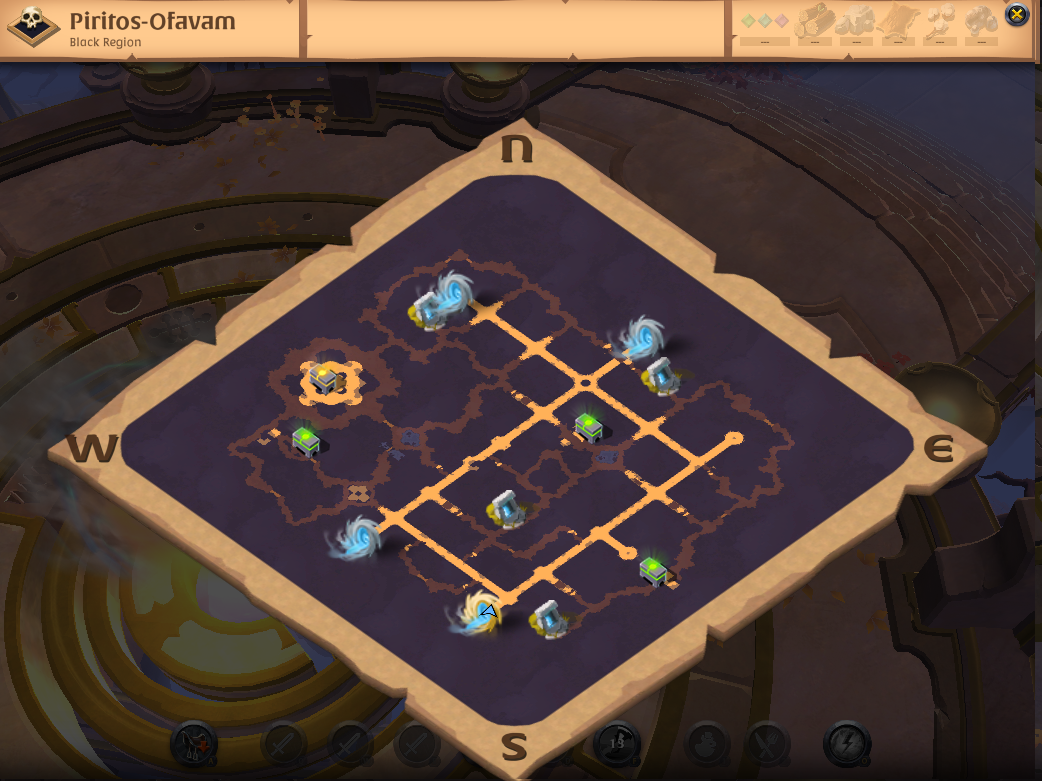 Piritos-Ofavam
Black Region
--- --- --- --- --- ---
N
W
E
S
13